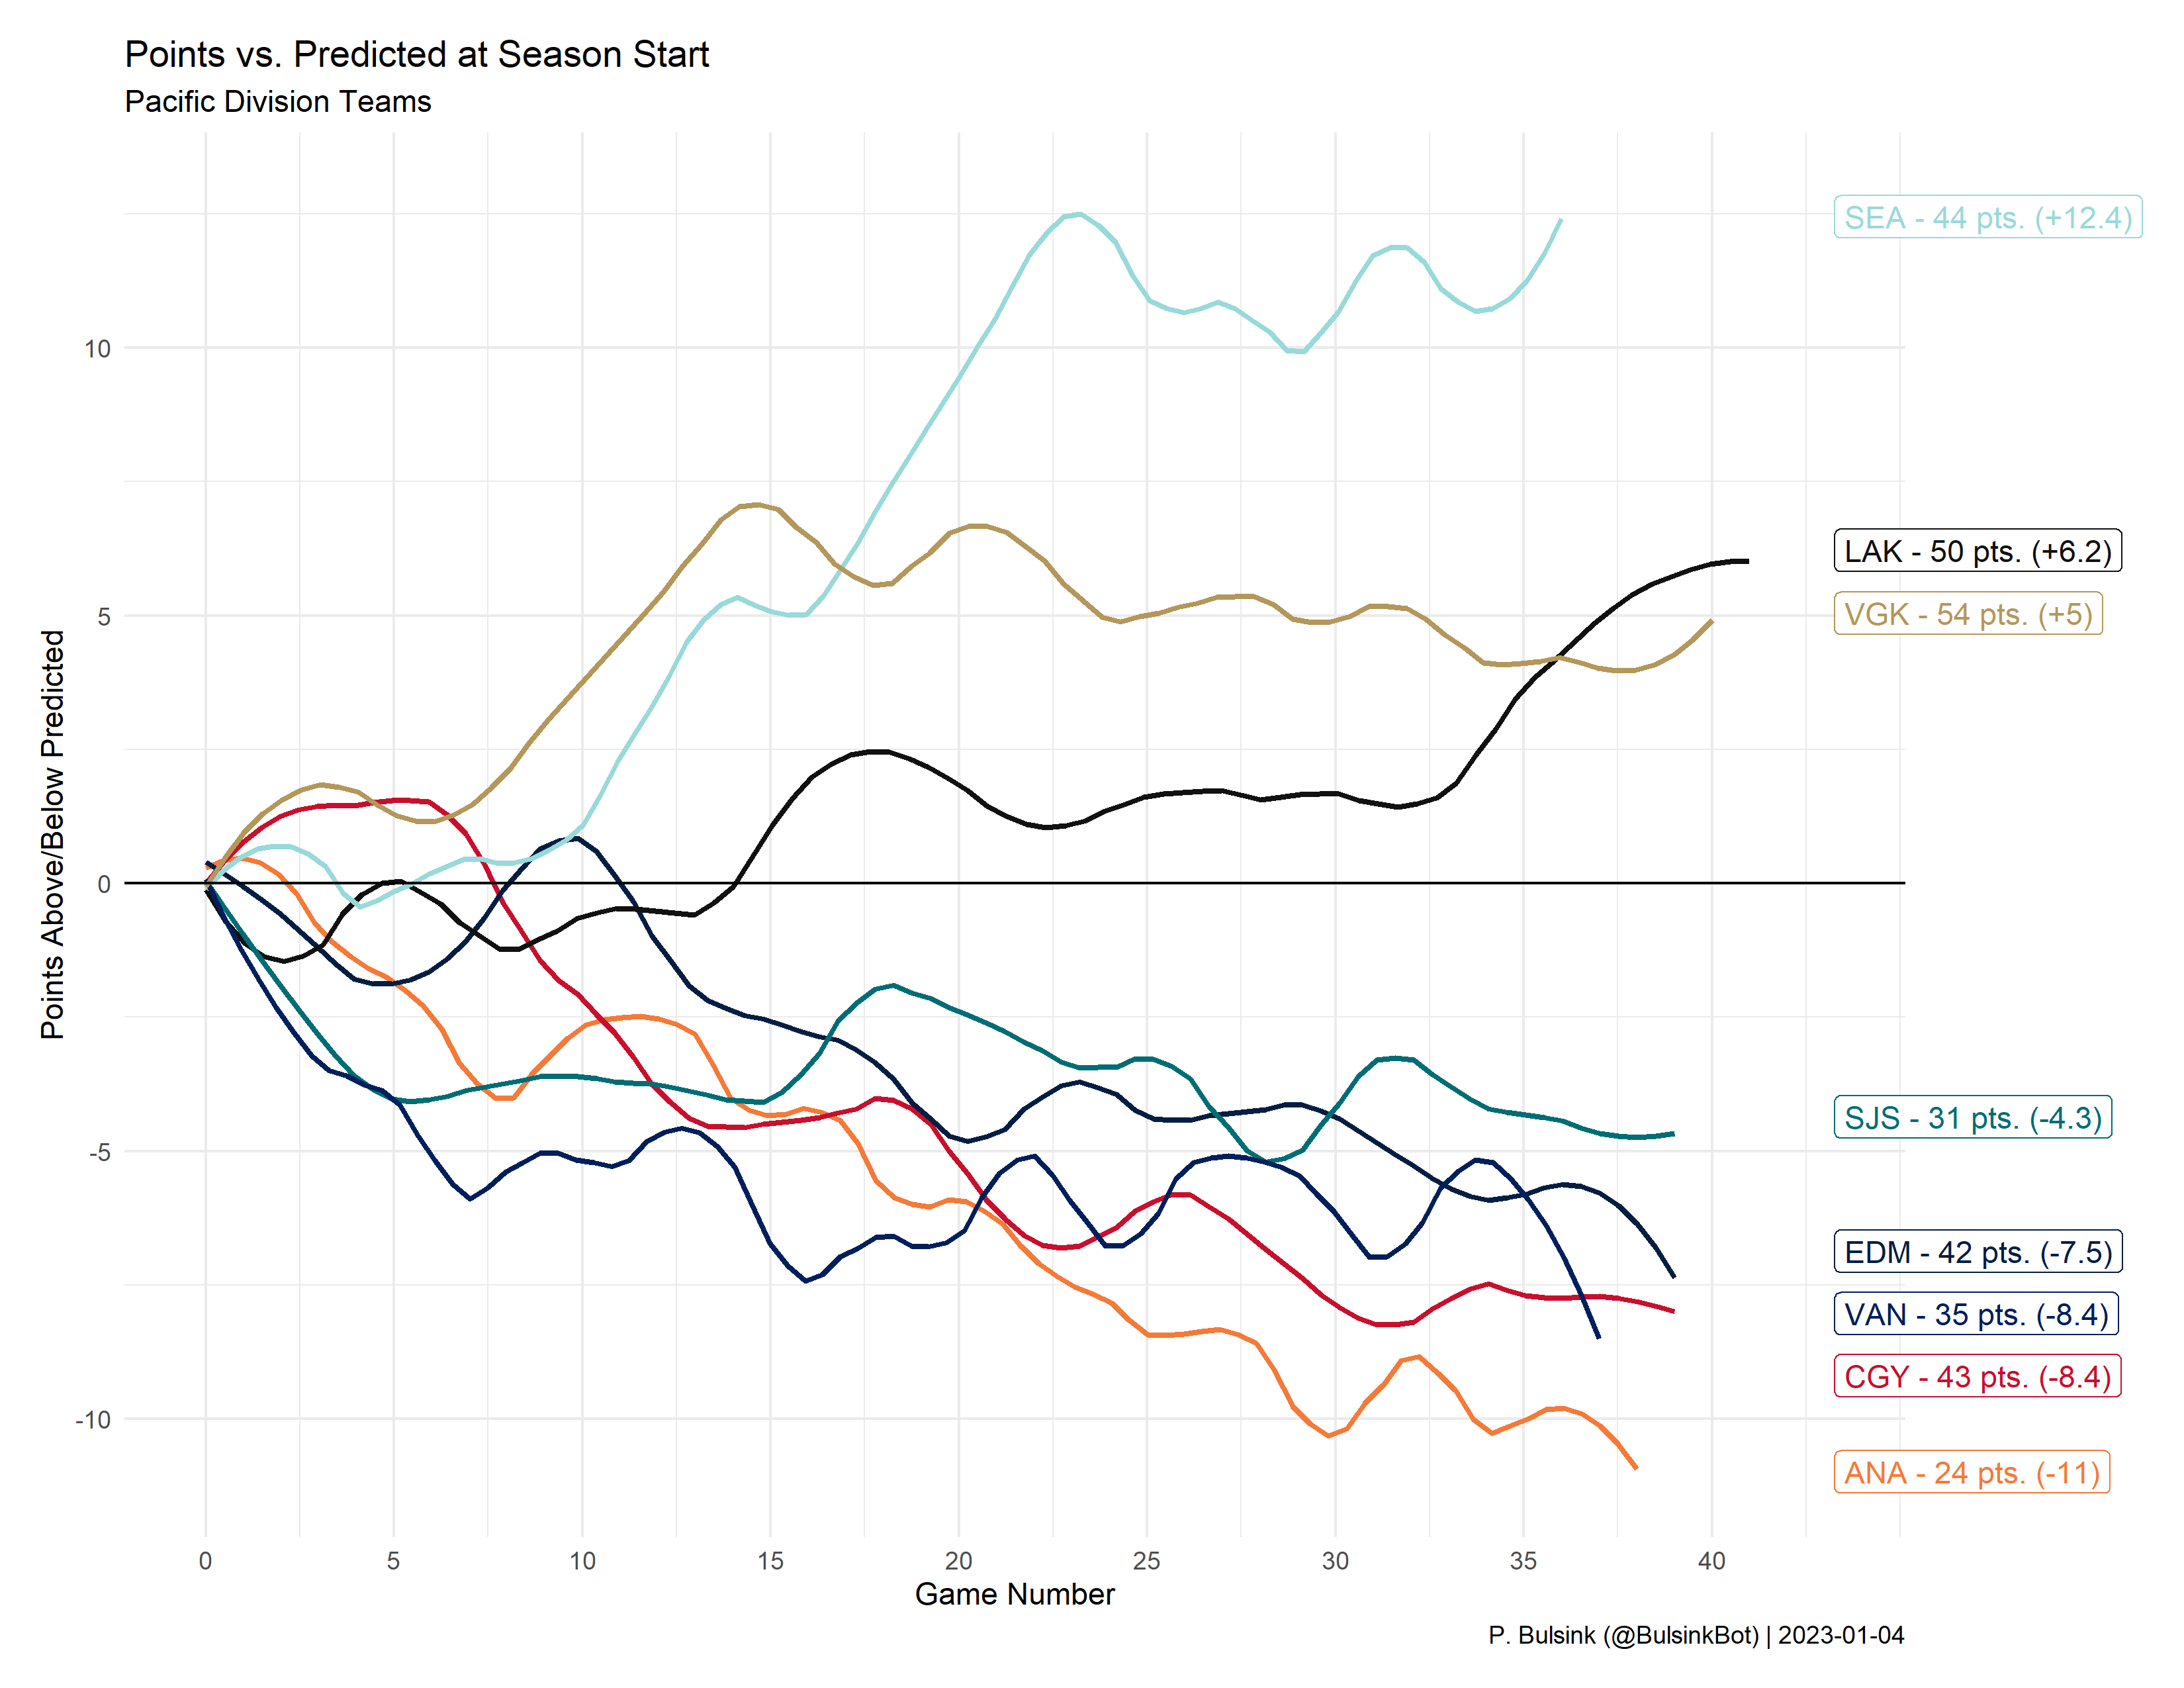 Points vs. Predicted at Season Start
Pacific Division Teams
Points Above/Below Predicted
10
5
0
-5
-10
SEA - 44 pts. (+12.4)
LAK - 50 pts. (+6.2)
VGK - 54 pts. (+5)
SJS - 31 pts. (-4.3)
EDM - 42 pts. (-7.5)
VAN - 35 pts. (-8.4)
CGY - 43 pts. (-8.4)
ANA - 24 pts. (-11)
0 5 10 15 20 25 30 35 40
Game Number
P. Bulsink (@BulsinkBot) | 2023-01-04